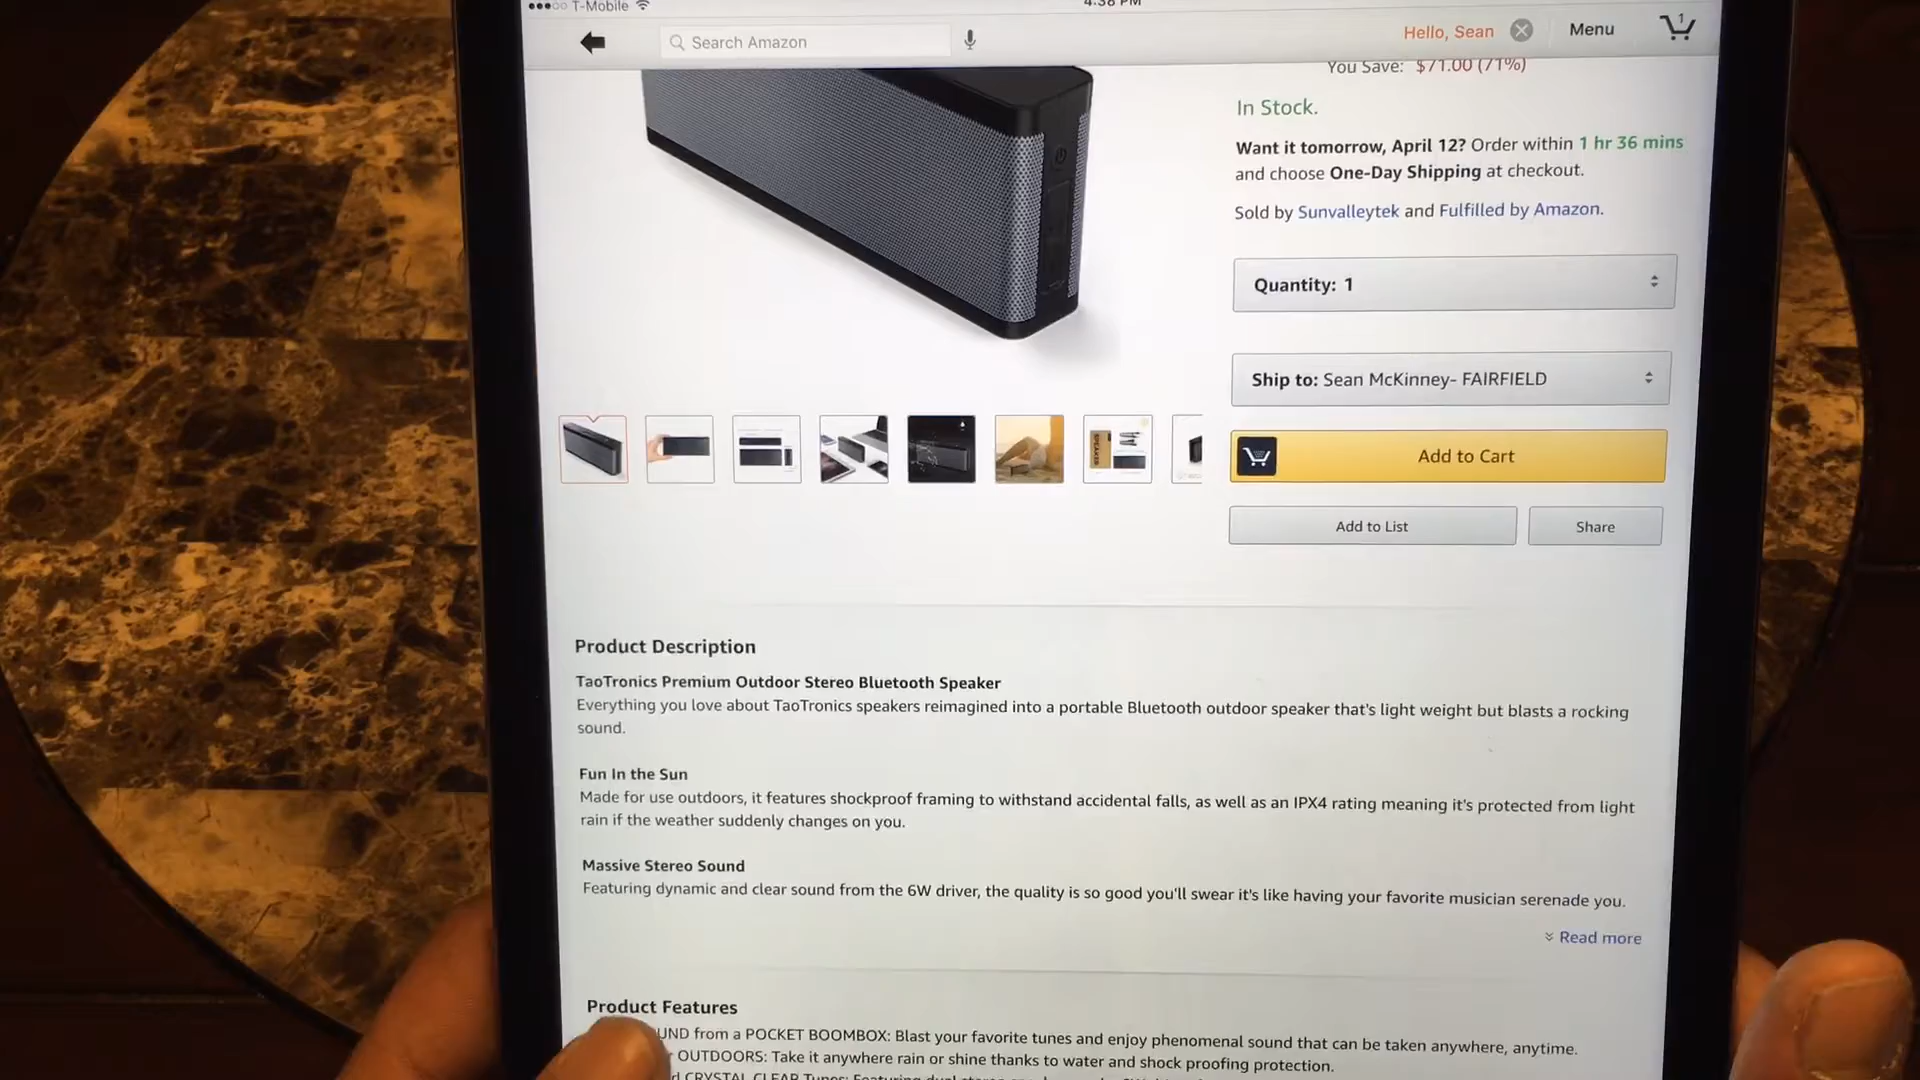 T-Mobile
4:38 PM
Search Amazon
Hello, Sean
Menu
1
You Save: $71.00 (71%)
In Stock.
Want it tomorrow, April 12? Order within 1 hr 36 mins
and choose One-Day Shipping at checkout.
Sold by Sunvalleytek and Fulfilled by Amazon.
Quantity: 1
Ship to: Sean McKinney- FAIRFIELD
Add to Cart
Add to List
Share
Product Description
TaoTronics Premium Outdoor Stereo Bluetooth Speaker
Everything you love about TaoTronics speakers reimagined into a portable Bluetooth outdoor speaker that's light weight but blasts a rocking
sound.
Fun In the Sun
Made for use outdoors, it features shockproof framing to withstand accidental falls, as well as an IPX4 rating meaning it's protected from light
rain if the weather suddenly changes on you.
Massive Stereo Sound
Featuring dynamic and clear sound from the 6W driver, the quality is so good you'll swear it's like having your favorite musician serenade you.
Read more
Product Features
from a POCKET BOOMBOX: Blast your favorite tunes and enjoy phenomenal sound that can be taken anywhere, anytime.
OUTDOORS: Take it anywhere rain or shine thanks to water and shock proofing protection.
CRYSTAL CLEAR Tunes: Featuring dual